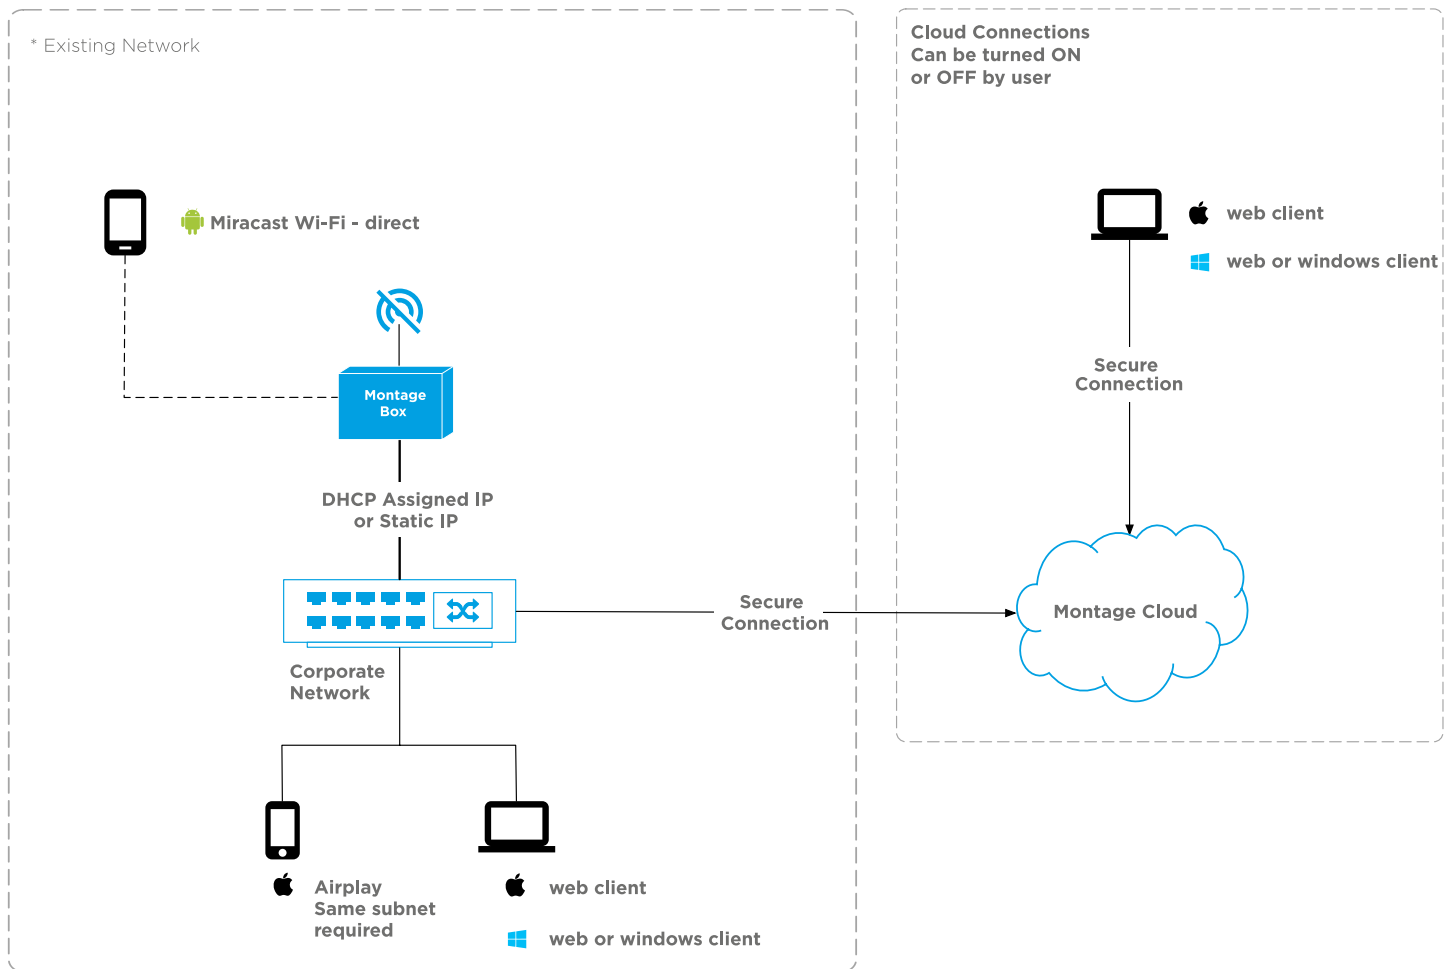 * Existing Network
Cloud Connections
Can be turned ON
or OFF by user
Miracast Wi-Fi - direct
web client
web or windows client
Secure
Connection
Montage
Box
DHCP Assigned IP
or Static IP
Secure
Connection
Montage Cloud
Corporate
Network
Airplay
Same subnet
required
web client
web or windows client